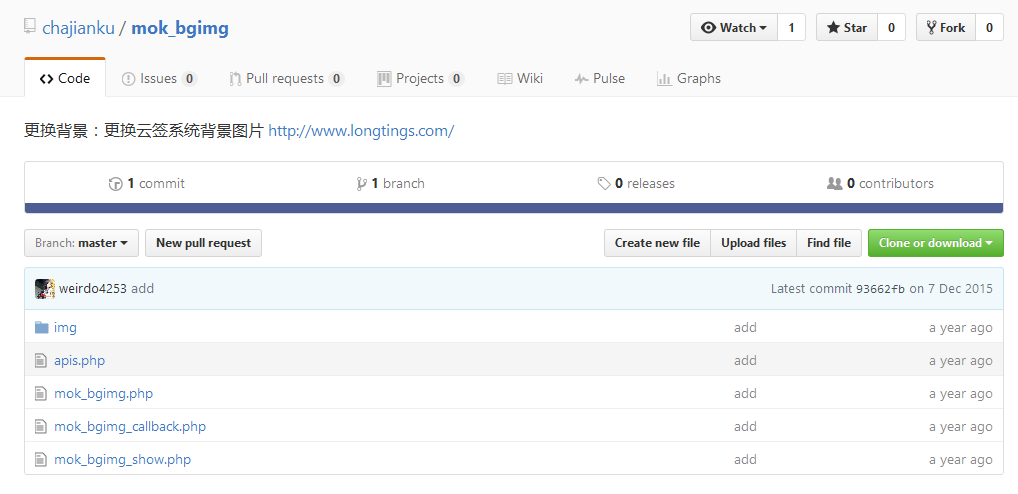 chajianku / mok_bgimg Watch 1 Star 0 Fork 0
Code Issues 0 Pull requests 0 Projects 0 Wiki Pulse Graphs
更换背景：更换云签系统背景图片 http://www.longtings.com/
1 commit 1 branch 0 releases 0 contributors
Branch: master New pull request Create new file Upload files Find file Clone or download
weirdo4253 add Latest commit 93662fb on 7 Dec 2015
img add a year ago
apis.php add a year ago
mok_bgimg.php add a year ago
mok_bgimg_callback.php add a year ago
mok_bgimg_show.php add a year ago